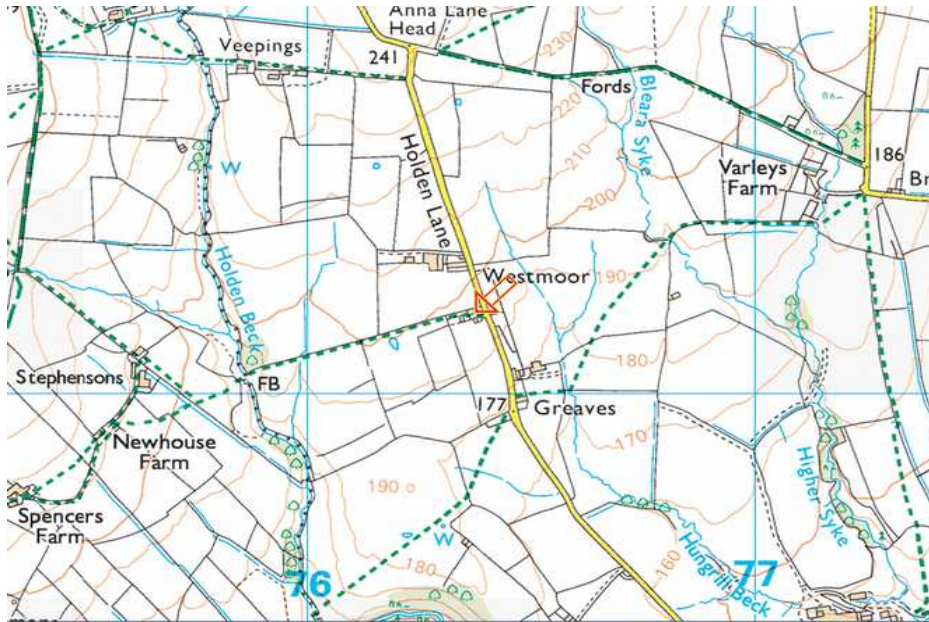 Anna Lane
Head
Veepings
241
230
Fords
220
Bleara Syke
210
Holden Lane
W
200
Varleys
Farm
186
Br
Holden Beck
Westmoor
190
180
Stephensons
FB
177
Greaves
Newhouse
Farm
170
190
Spencers
Farm
Higher Syke
W
180
160
Hungrill Beck
76
77